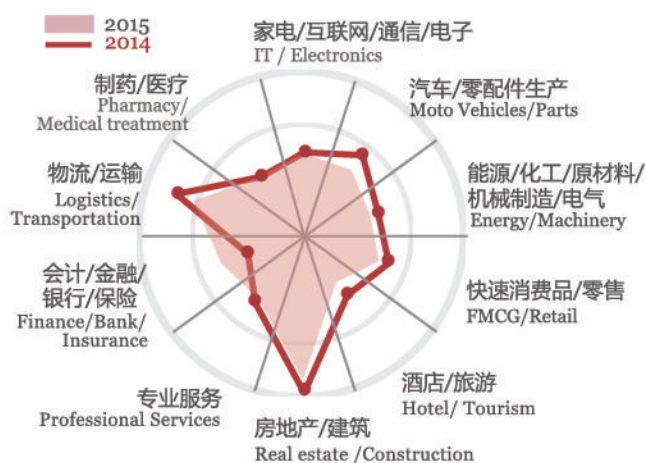 2015
2014
家电/互联网/通信/电子
IT / Electronics
汽车/零配件生产
Moto Vehicles/Parts
能源/化工/原材料/
机械制造/电气
Energy/Machinery
快速消费品/零售
FMCG/Retail
酒店/旅游
Hotel/ Tourism
房地产/建筑
Real estate /Construction
专业服务
Professional Services
会计/金融/
银行/保险
Finance/Bank/
Insurance
物流/运输
Logistics/
Transportation
制药/医疗
Pharmacy/
Medical treatment